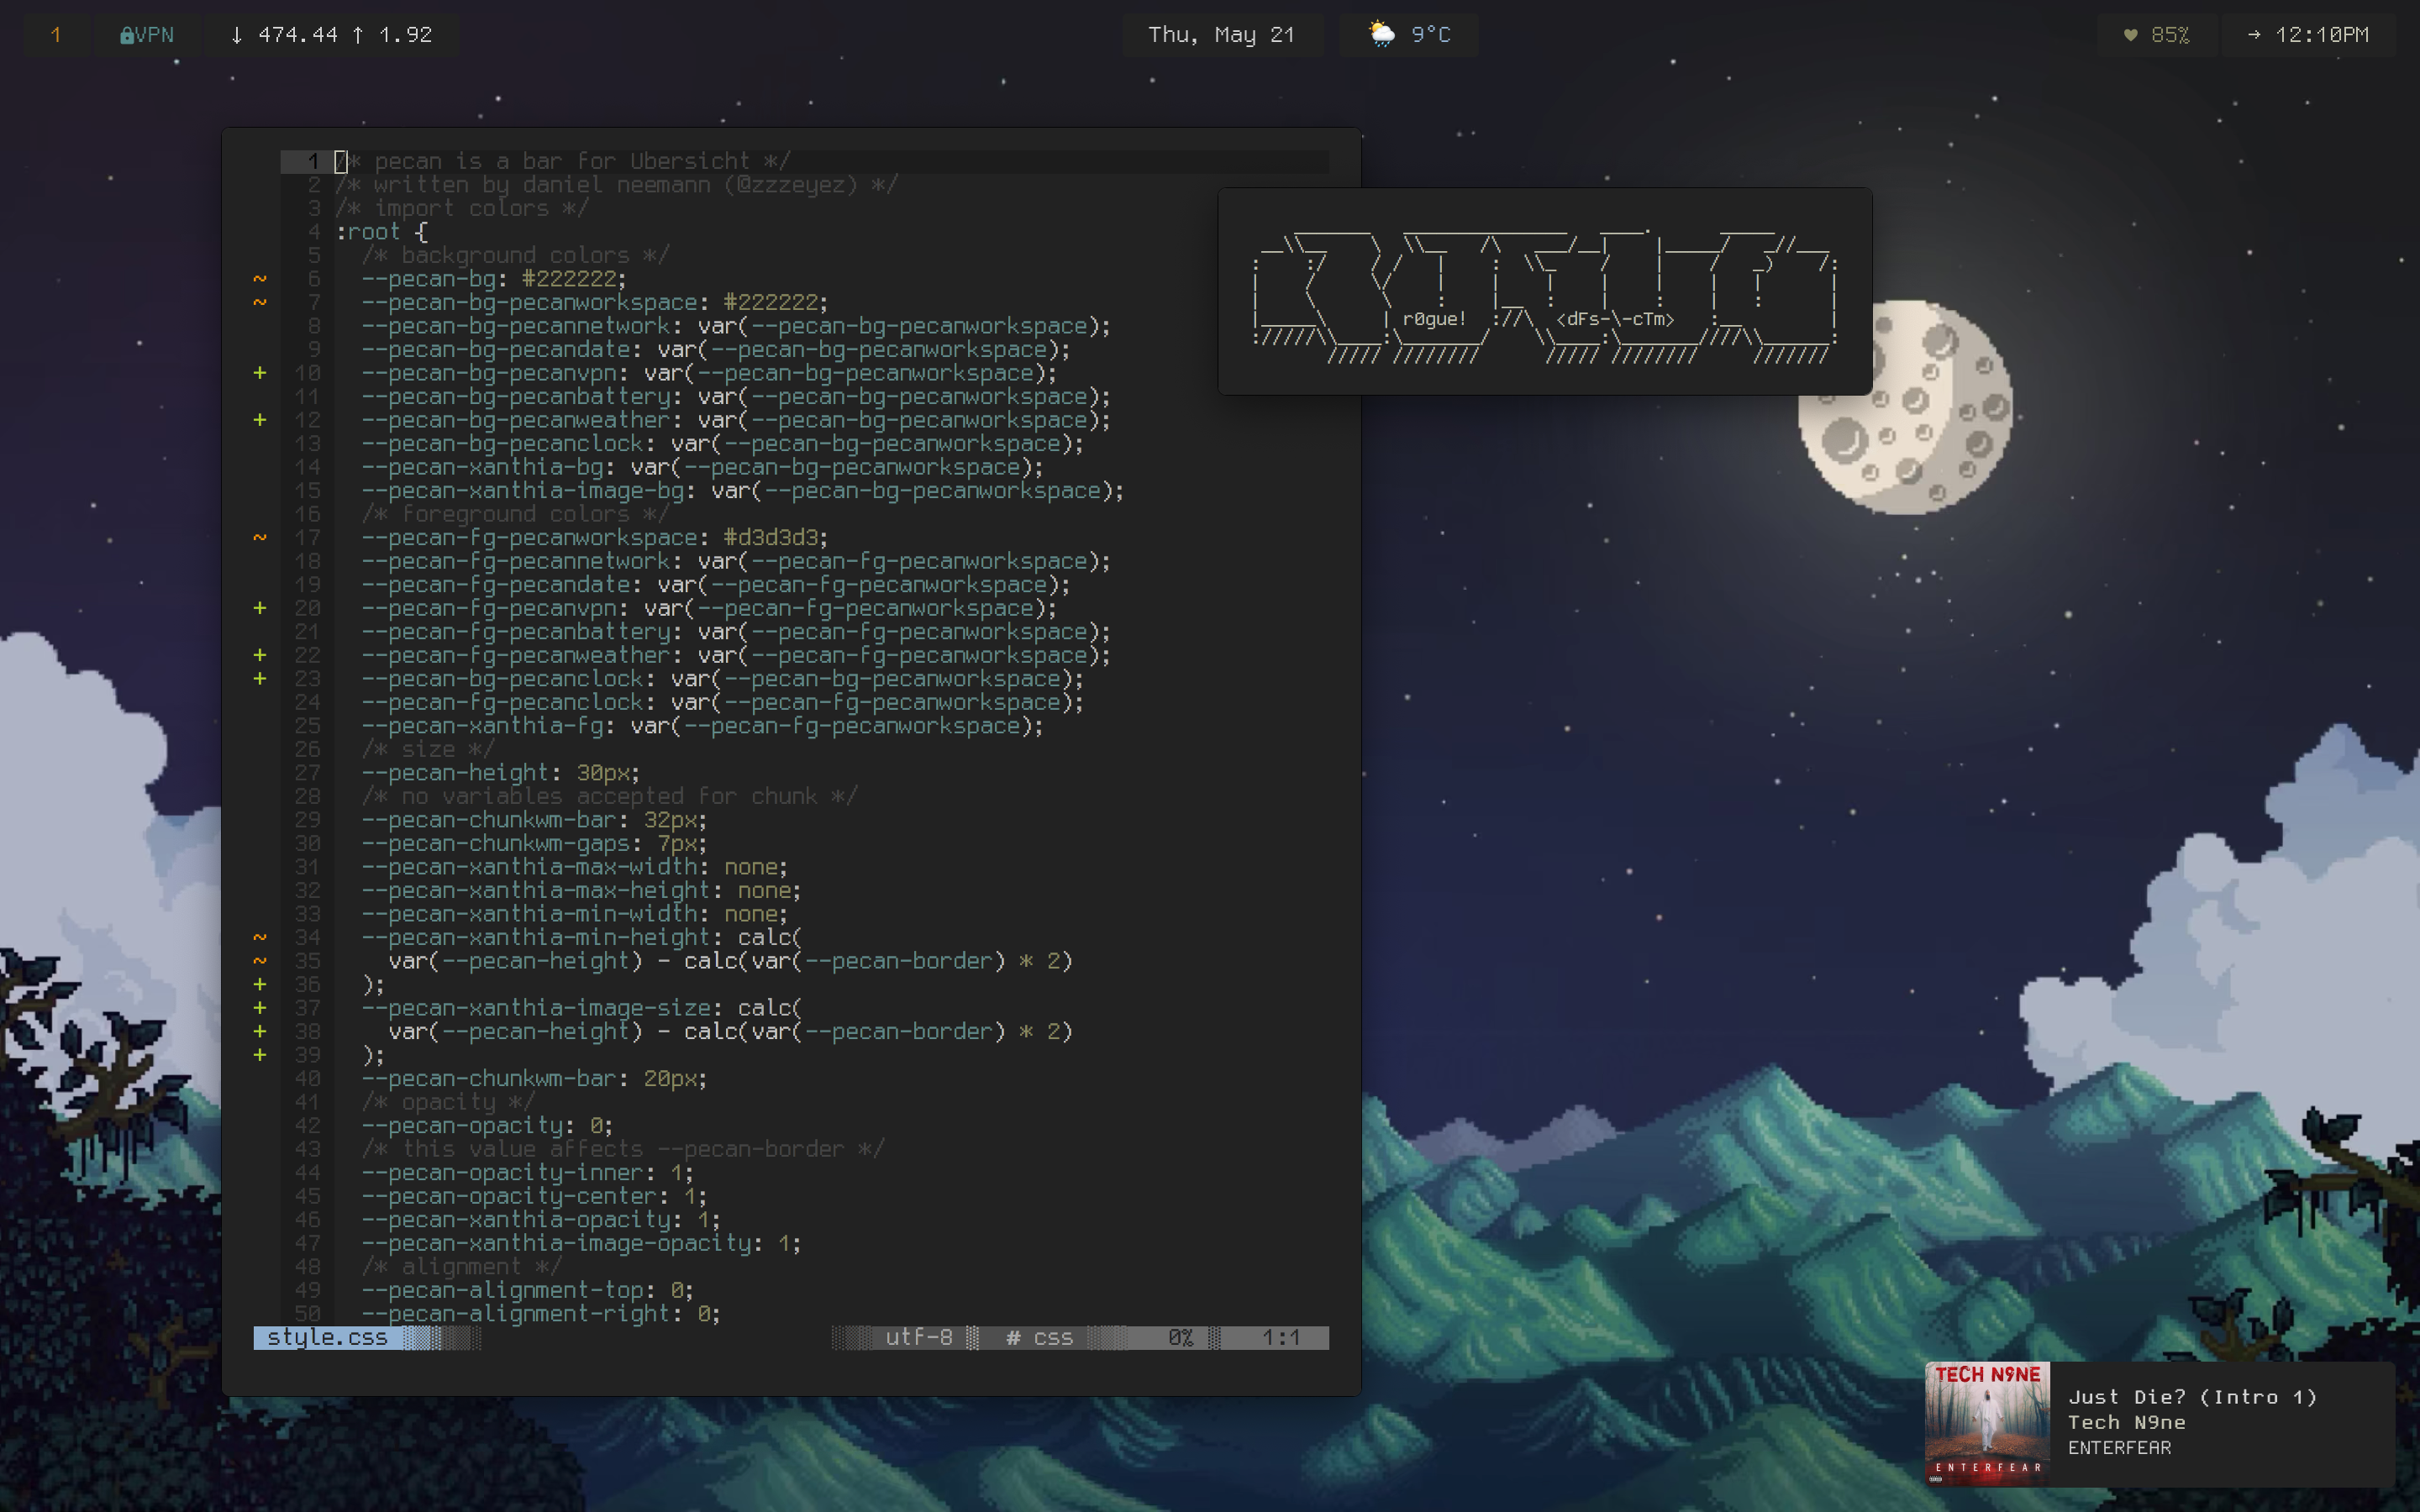 1 VPN ↓ 474.44 ↑ 1.92 Thu, May 21 9°C ♥ 85% → 12:10PM
1 /* pecan is a bar for Übersicht */
2 /* written by daniel neemann (@zzzeyez) */
3 /* import colors */
4 :root {
5 /* background colors */
~ 6 --pecan-bg: #222222;
~ 7 --pecan-bg-pecanworkspace: #222222;
8 --pecan-bg-pecannetwork: var(--pecan-bg-pecanworkspace);
9 --pecan-bg-pecandate: var(--pecan-bg-pecanworkspace);
+ 10 --pecan-bg-pecanvpn: var(--pecan-bg-pecanworkspace);
11 --pecan-bg-pecanbattery: var(--pecan-bg-pecanworkspace);
+ 12 --pecan-bg-pecanweather: var(--pecan-bg-pecanworkspace);
13 --pecan-bg-pecanclock: var(--pecan-bg-pecanworkspace);
14 --pecan-xanthia-bg: var(--pecan-bg-pecanworkspace);
15 --pecan-xanthia-image-bg: var(--pecan-bg-pecanworkspace);
16 /* foreground colors */
~ 17 --pecan-fg-pecanworkspace: #d3d3d3;
18 --pecan-fg-pecannetwork: var(--pecan-fg-pecanworkspace);
19 --pecan-fg-pecandate: var(--pecan-fg-pecanworkspace);
+ 20 --pecan-fg-pecanvpn: var(--pecan-fg-pecanworkspace);
21 --pecan-fg-pecanbattery: var(--pecan-fg-pecanworkspace);
+ 22 --pecan-fg-pecanweather: var(--pecan-fg-pecanworkspace);
+ 23 --pecan-bg-pecanclock: var(--pecan-bg-pecanworkspace);
24 --pecan-fg-pecanclock: var(--pecan-fg-pecanworkspace);
25 --pecan-xanthia-fg: var(--pecan-fg-pecanworkspace);
26 /* size */
27 --pecan-height: 30px;
28 /* no variables accepted for chunk */
29 --pecan-chunkwm-bar: 32px;
30 --pecan-chunkwm-gaps: 7px;
31 --pecan-xanthia-max-width: none;
32 --pecan-xanthia-max-height: none;
33 --pecan-xanthia-min-width: none;
~ 34 --pecan-xanthia-min-height: calc(
~ 35 var(--pecan-height) - calc(var(--pecan-border) * 2)
+ 36 );
+ 37 --pecan-xanthia-image-size: calc(
+ 38 var(--pecan-height) - calc(var(--pecan-border) * 2)
+ 39 );
40 --pecan-chunkwm-bar: 20px;
41 /* opacity */
42 --pecan-opacity: 0;
43 /* this value affects --pecan-border */
44 --pecan-opacity-inner: 1;
45 --pecan-opacity-center: 1;
46 --pecan-xanthia-opacity: 1;
47 --pecan-xanthia-image-opacity: 1;
48 /* alignment */
49 --pecan-alignment-top: 0;
50 --pecan-alignment-right: 0;
style.css utf-8 # css 0% 1:1
r0gue! <dFs-\-cTm>
TECH N9NE
ENTERFEAR
Just Die? (Intro 1)
Tech N9ne
ENTERFEAR